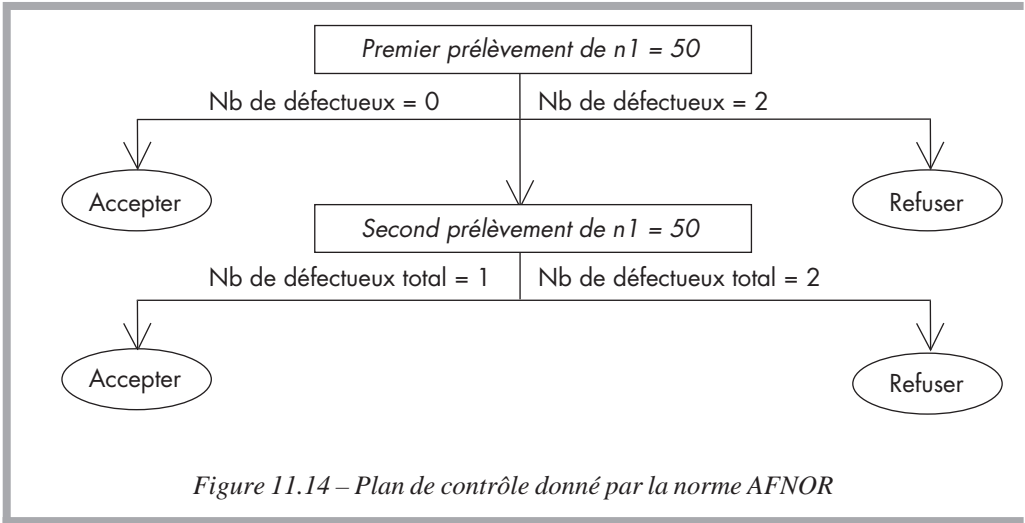 Premier prélèvement de n1 = 50
Nb de défectueux = 0
Nb de défectueux = 2
Accepter
Refuser
Second prélèvement de n1 = 50
Nb de défectueux total = 1
Nb de défectueux total = 2
Accepter
Refuser
Figure 11.14 – Plan de contrôle donné par la norme AFNOR